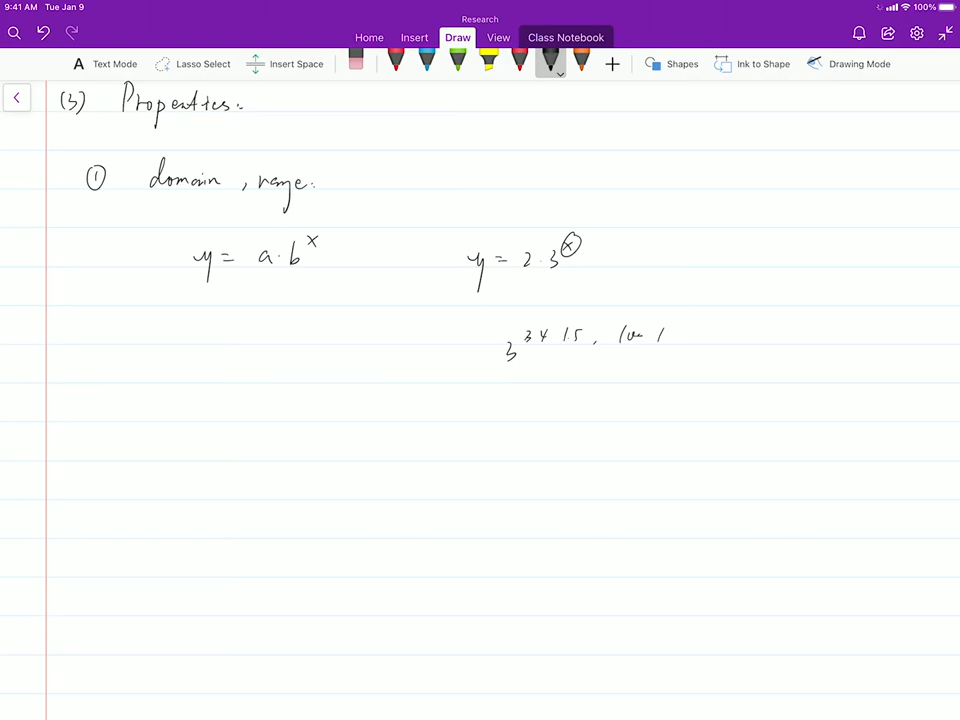 9:41 AM Tue Jan 9 100%
Research
Home Insert Draw View Class Notebook
Text Mode Lasso Select Insert Space Shapes Ink to Shape Drawing Mode
(3) Properties:
① domain, range:
y = a·b^x y = 2·3^x
3^3 4 1.5,